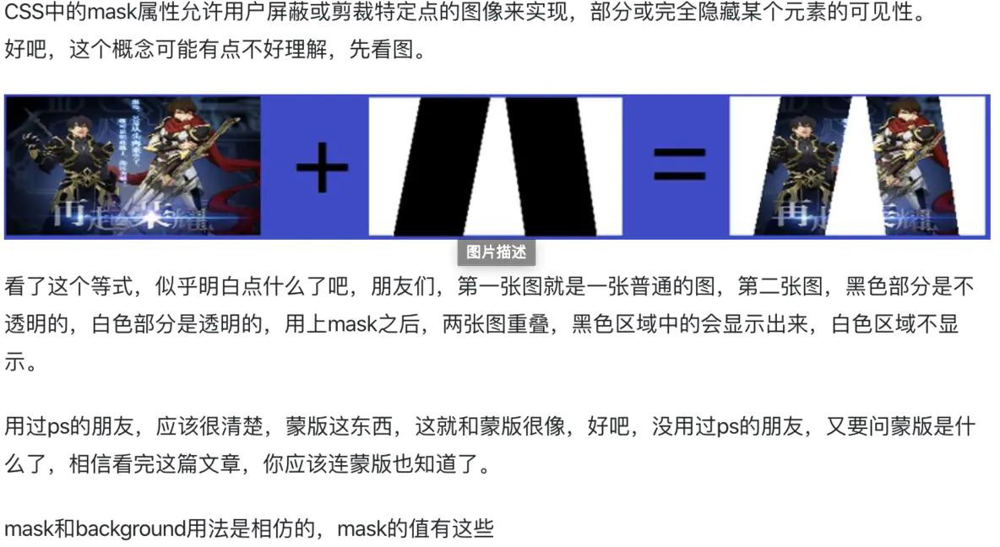 CSS中的mask属性允许用户屏蔽或剪裁特定点的图像来实现，部分或完全隐藏某个元素的可见性。
好吧，这个概念可能有点不好理解，先看图。
再起荣耀
+
=
图片描述
看了这个等式，似乎明白点什么了吧，朋友们，第一张图就是一张普通的图，第二张图，黑色部分是不
透明的，白色部分是透明的，用上mask之后，两张图重叠，黑色区域中的会显示出来，白色区域不显
示。
用过ps的朋友，应该很清楚，蒙版这东西，这就和蒙版很像，好吧，没用过ps的朋友，又要问蒙版是什
么了，相信看完这篇文章，你应该连蒙版也知道了。
mask和background用法是相仿的，mask的值有这些